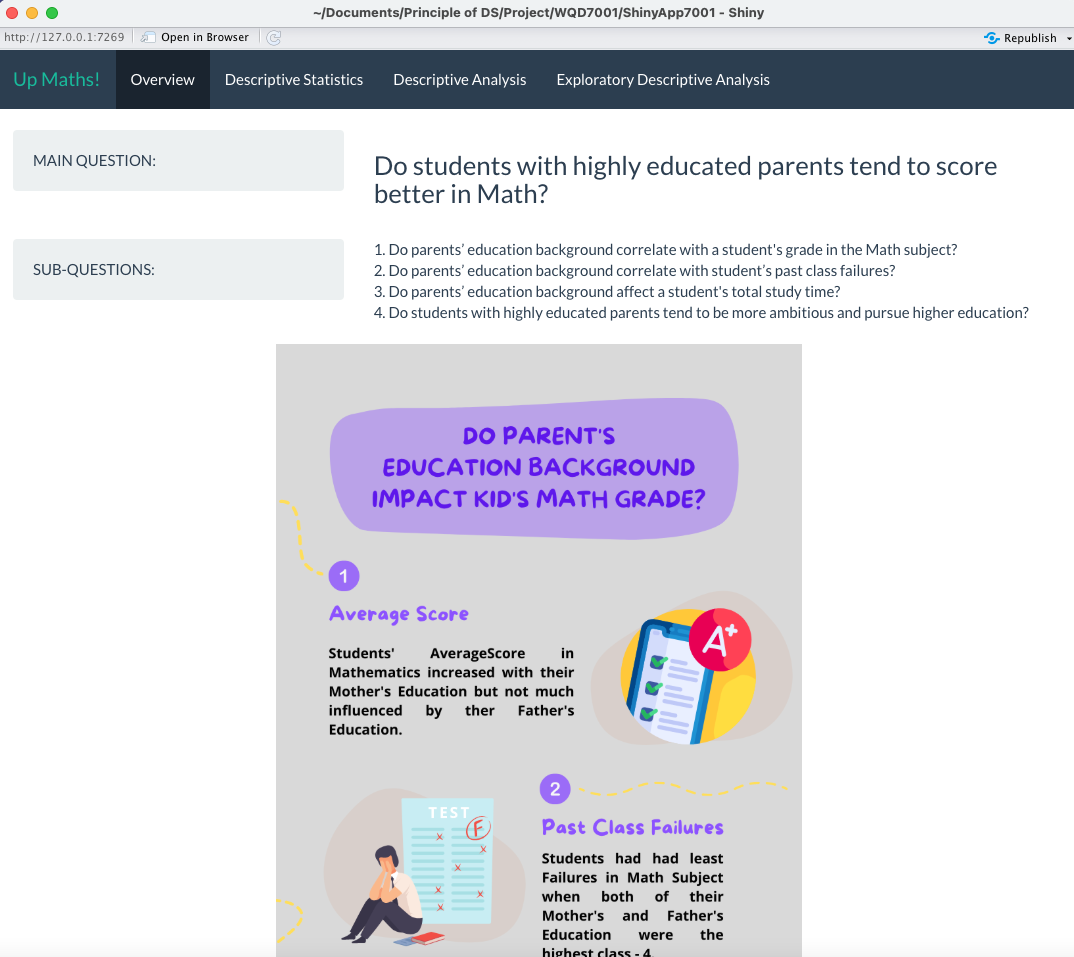 ~/Documents/Principle of DS/Project/WQD7001/ShinyApp7001 - Shiny
http://127.0.0.1:7269 Open in Browser Republish
Up Maths! Overview Descriptive Statistics Descriptive Analysis Exploratory Descriptive Analysis
MAIN QUESTION:
Do students with highly educated parents tend to score
better in Math?
SUB-QUESTIONS:
1. Do parents’ education background correlate with a student's grade in the Math subject?
2. Do parents’ education background correlate with student’s past class failures?
3. Do parents’ education background affect a student's total study time?
4. Do students with highly educated parents tend to be more ambitious and pursue higher education?
DO PARENT'S
EDUCATION BACKGROUND
IMPACT KID'S MATH GRADE?
1
Average Score
Students' AverageScore in
Mathematics increased with their
Mother's Education but not much
influenced by ther Father's
Education.
A+
2
Past Class Failures
Students had had least
Failures in Math Subject
when both of their
Mother's and Father's
Education were the
highest class - 4.
TEST
F